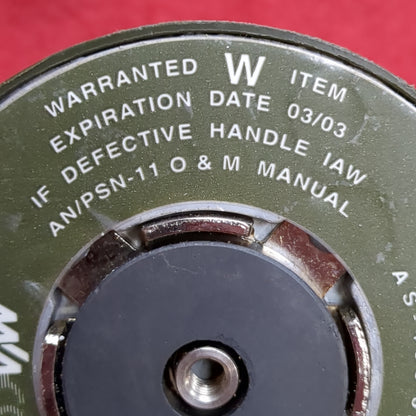 WARRANTED W ITEM
EXPIRATION DATE 03/03
IF DEFECTIVE HANDLE IAW
AN/PSN-11 O & M MANUAL